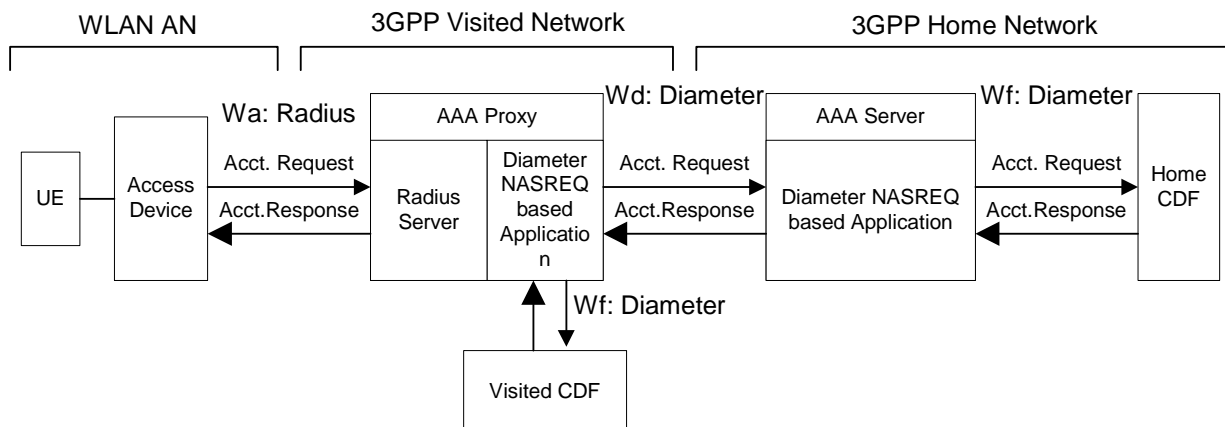 WLAN AN
3GPP Visited Network
3GPP Home Network
Wa: Radius
Wd: Diameter
Wf: Diameter
UE
Access
Device
Acct. Request
Acct.Response
AAA Proxy
Radius
Server
Diameter
NASREQ
based
Applicatio
n
Acct. Request
Acct.Response
AAA Server
Diameter NASREQ
based Application
Acct. Request
Acct.Response
Home
CDF
Wf: Diameter
Visited CDF